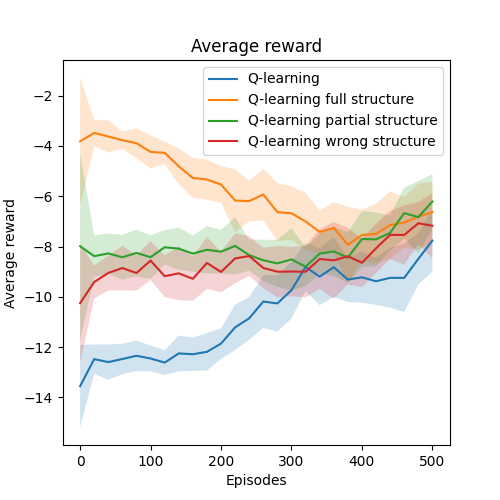 Average reward
Q-learning
Q-learning full structure
Q-learning partial structure
Q-learning wrong structure
Average reward
−2
−4
−6
−8
−10
−12
−14
0 100 200 300 400 500
Episodes